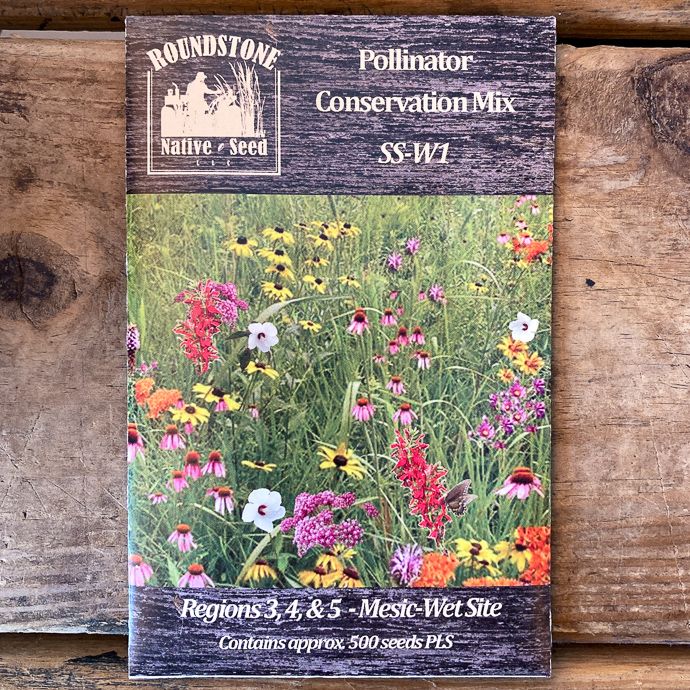 ROUNDSTONE
Native Seed
LLC
Pollinator
Conservation Mix
SS-W1
Regions 3, 4, & 5 - Mesic-Wet Site
Contains approx. 500 seeds PLS